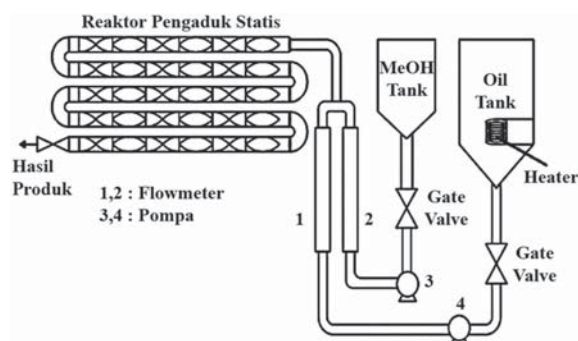 Reaktor Pengaduk Statis
MeOH
Tank
Oil
Tank
Heater
Hasil
Produk
1,2 : Flowmeter
3,4 : Pompa
1
2
Gate
Valve
3
Gate
Valve
4